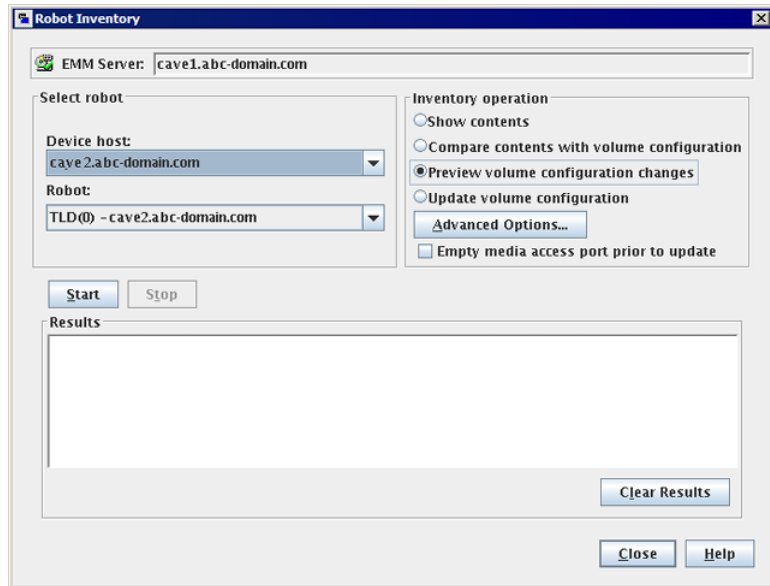 Robot Inventory
EMM Server: cave1.abc-domain.com
Select robot
Device host:
cave2.abc-domain.com
Robot:
TLD(0) - cave2.abc-domain.com
Inventory operation
Show contents
Compare contents with volume configuration
Preview volume configuration changes
Update volume configuration
Advanced Options...
Empty media access port prior to update
Start Stop
Results
Clear Results
Close Help